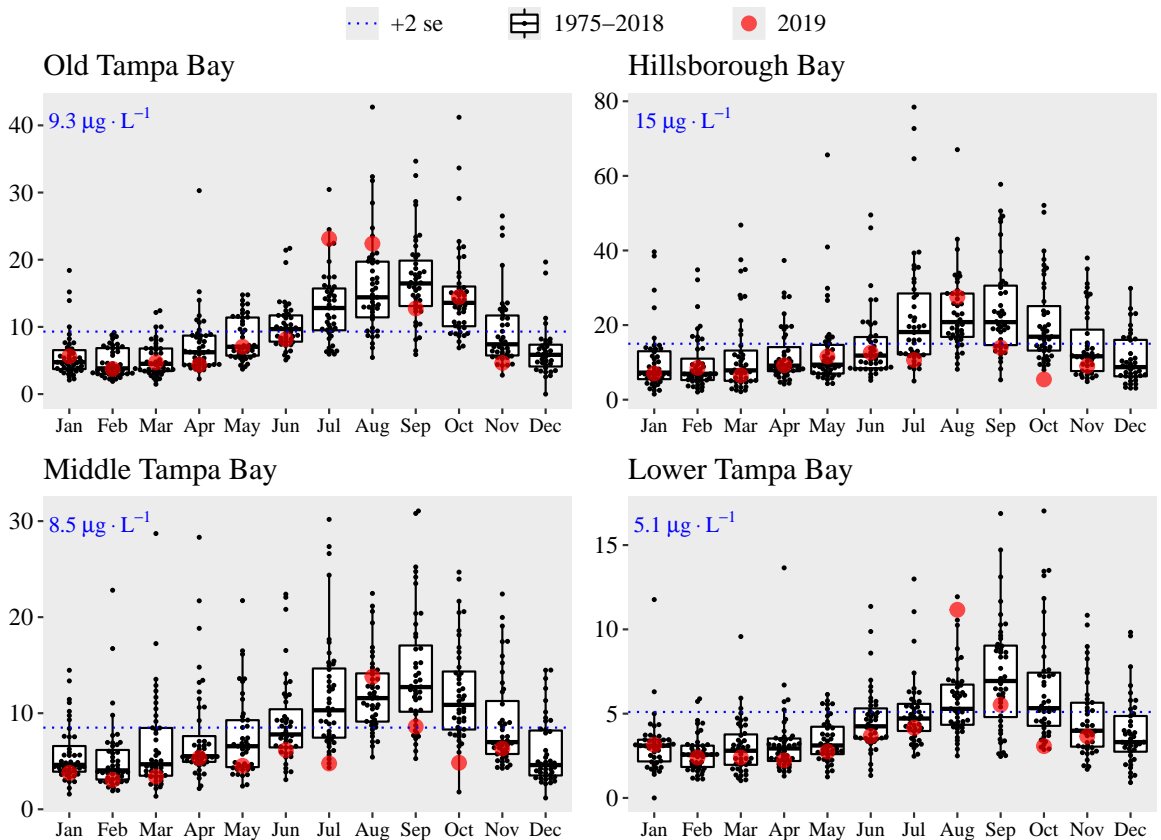 +2 se 1975−2018 2019
Old Tampa Bay
9.3 μg · L⁻¹
40
30
20
10
0
Jan Feb Mar Apr May Jun Jul Aug Sep Oct Nov Dec
Hillsborough Bay
15 μg · L⁻¹
80
60
40
20
0
Jan Feb Mar Apr May Jun Jul Aug Sep Oct Nov Dec
Middle Tampa Bay
8.5 μg · L⁻¹
30
20
10
0
Jan Feb Mar Apr May Jun Jul Aug Sep Oct Nov Dec
Lower Tampa Bay
5.1 μg · L⁻¹
15
10
5
0
Jan Feb Mar Apr May Jun Jul Aug Sep Oct Nov Dec